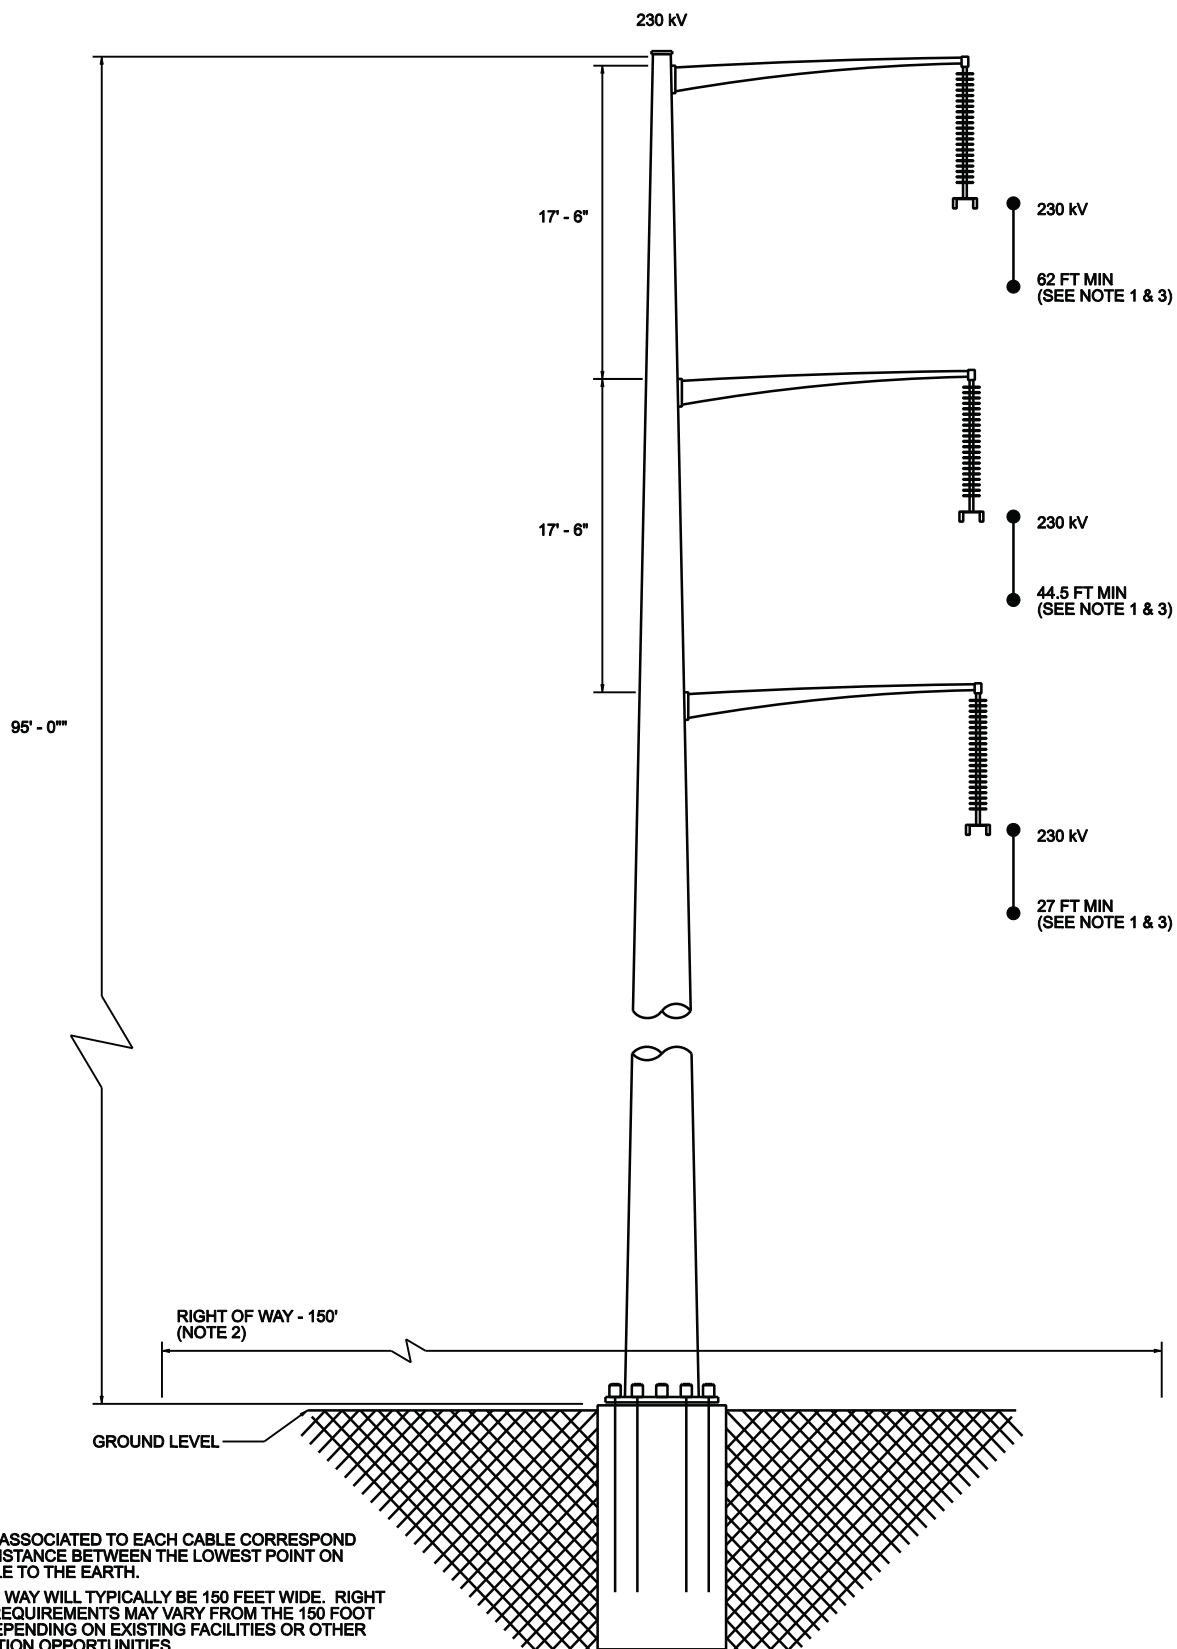 230 kV
17' - 6"
230 kV
62 FT MIN
(SEE NOTE 1 & 3)
17' - 6"
230 kV
44.5 FT MIN
(SEE NOTE 1 & 3)
95' - 0""
230 kV
27 FT MIN
(SEE NOTE 1 & 3)
RIGHT OF WAY - 150'
(NOTE 2)
GROUND LEVEL
ASSOCIATED TO EACH CABLE CORRESPOND
BETWEEN THE LOWEST POINT ON
TO THE EARTH.
WAY WILL TYPICALLY BE 150 FEET WIDE. RIGHT
MAY VARY FROM THE 150 FOOT
ON EXISTING FACILITIES OR OTHER
OPPORTUNITIES